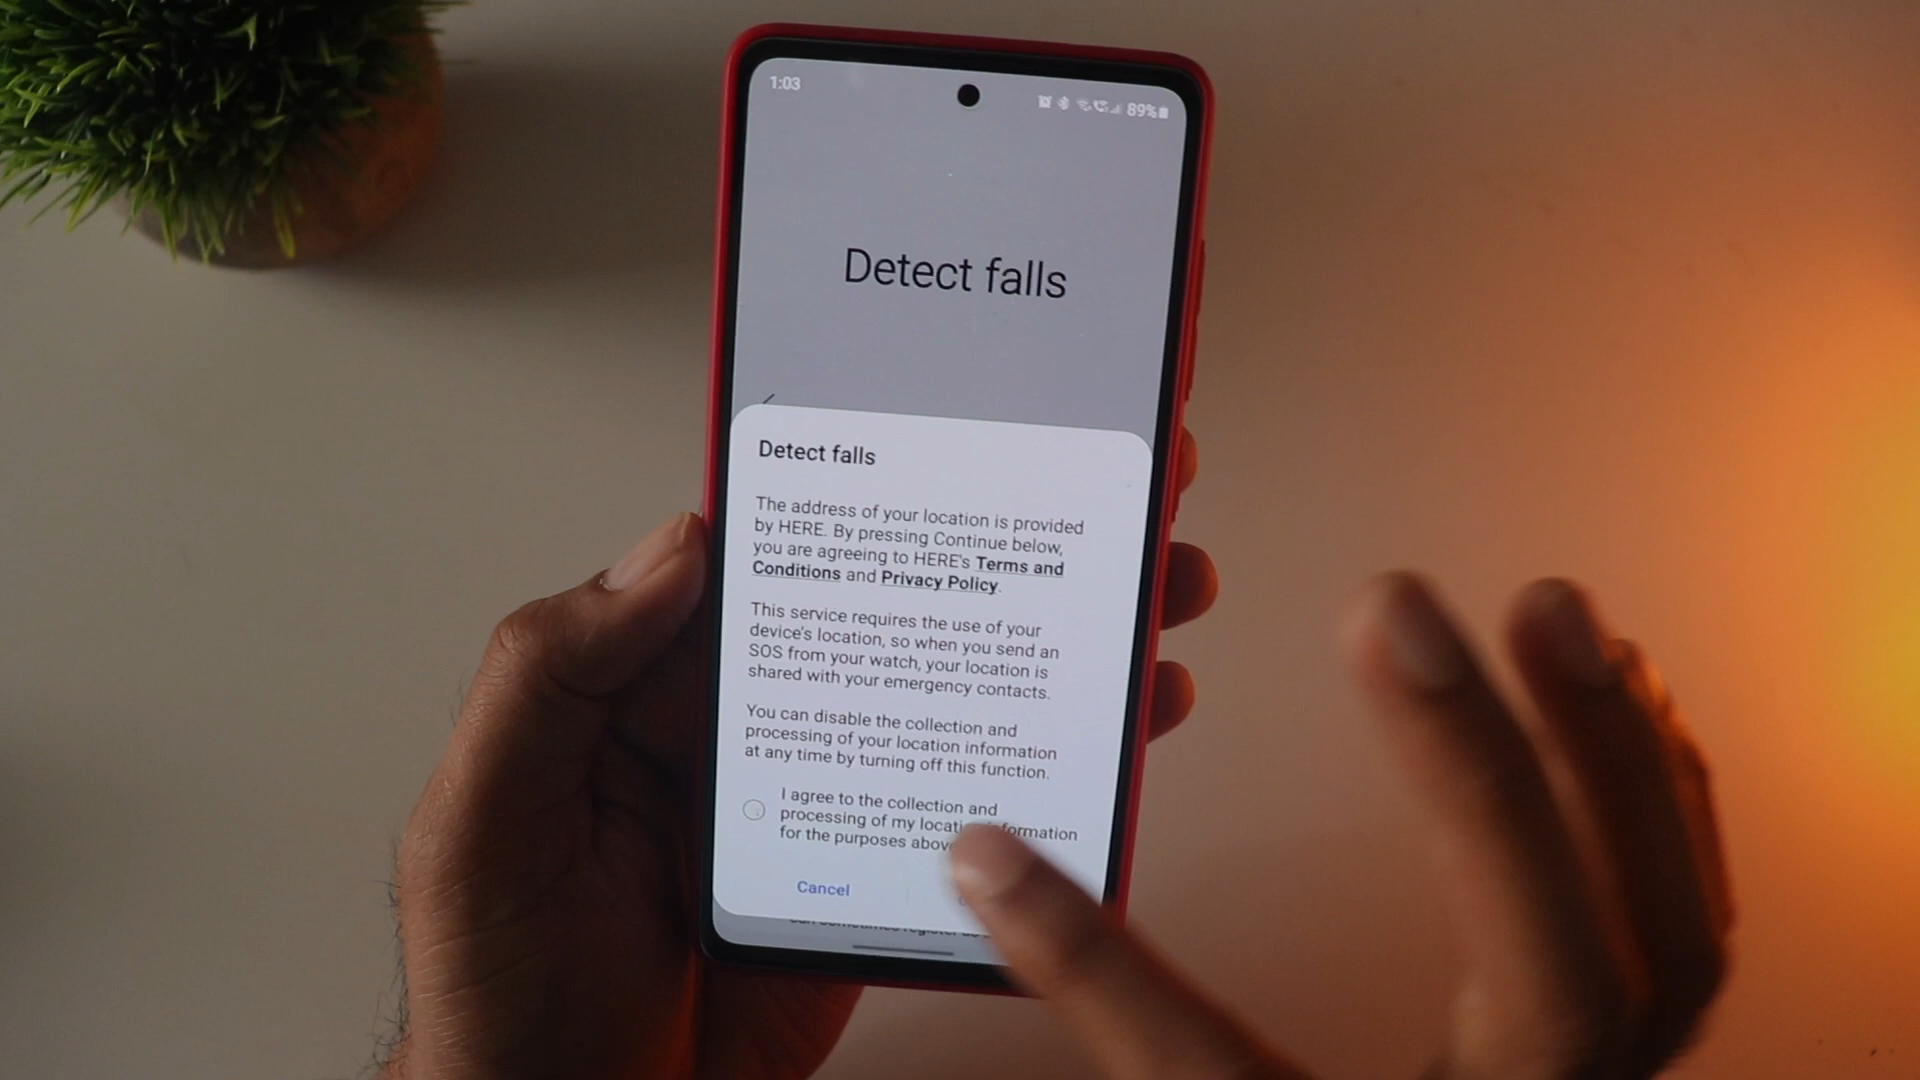 1:03
89%
Detect falls
Detect falls
The address of your location is provided
by HERE. By pressing Continue below,
you are agreeing to HERE's Terms and
Conditions and Privacy Policy.
This service requires the use of your
device's location, so when you send an
SOS from your watch, your location is
shared with your emergency contacts.
You can disable the collection and
processing of your location information
at any time by turning off this function.
I agree to the collection and
processing of my
for the purposes
Cancel